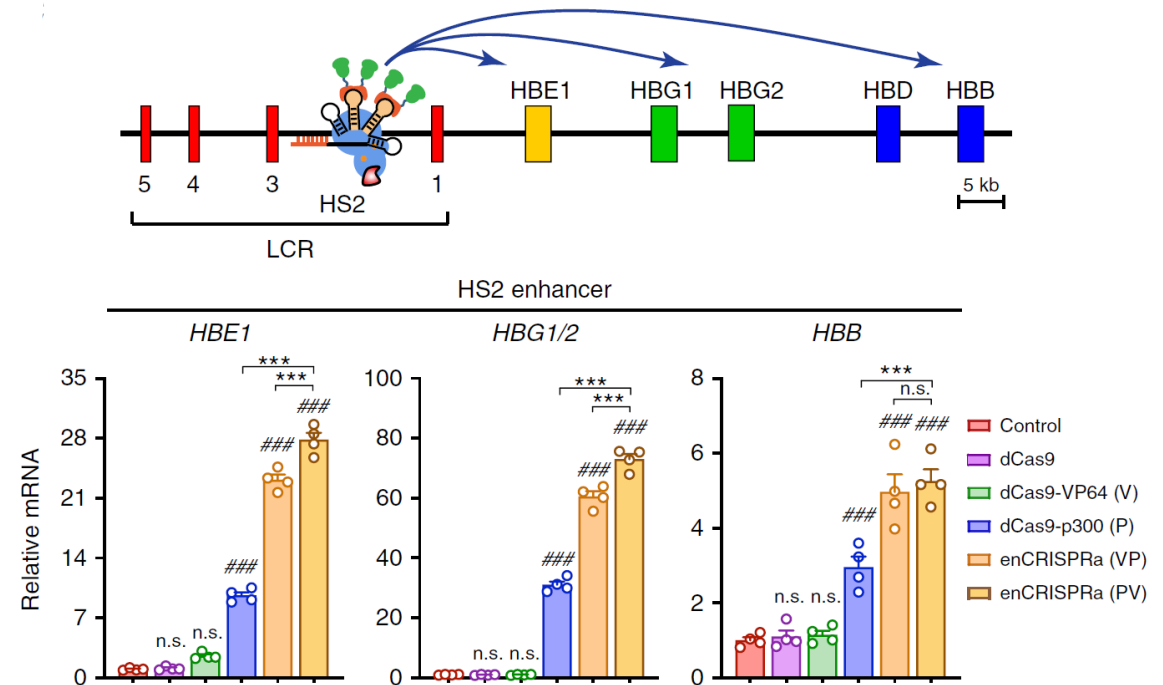 HBE1 HBG1 HBG2 HBD HBB
5 4 3 1 5 kb
HS2
LCR
HS2 enhancer
HBE1 HBG1/2 HBB
Relative mRNA
35
28
21
14
7
0
n.s.
n.s.
###
###
###
***
***
100
80
60
40
20
0
n.s.
n.s.
###
###
###
***
***
8
6
4
2
0
n.s.
n.s.
###
###
###
***
n.s.
Control
dCas9
dCas9-VP64 (V)
dCas9-p300 (P)
enCRISPRa (VP)
enCRISPRa (PV)